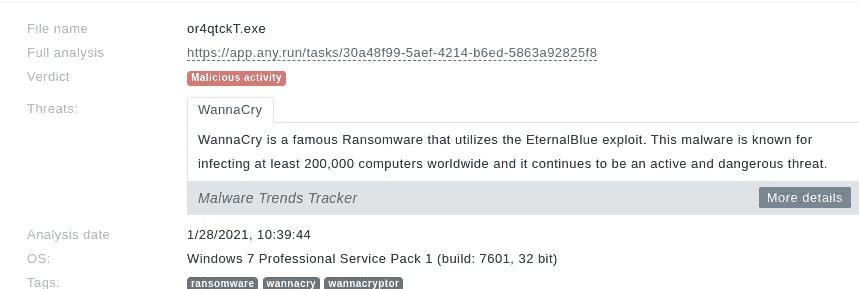 File name or4qtckT.exe
Full analysis https://app.any.run/tasks/30a48f99-5aef-4214-b6ed-5863a92825f8
Verdict Malicious activity
Threats: WannaCry
WannaCry is a famous Ransomware that utilizes the EternalBlue exploit. This malware is known for
infecting at least 200,000 computers worldwide and it continues to be an active and dangerous threat.
Malware Trends Tracker More details
Analysis date 1/28/2021, 10:39:44
OS: Windows 7 Professional Service Pack 1 (build: 7601, 32 bit)
Tags: ransomware wannacry wannacryptor